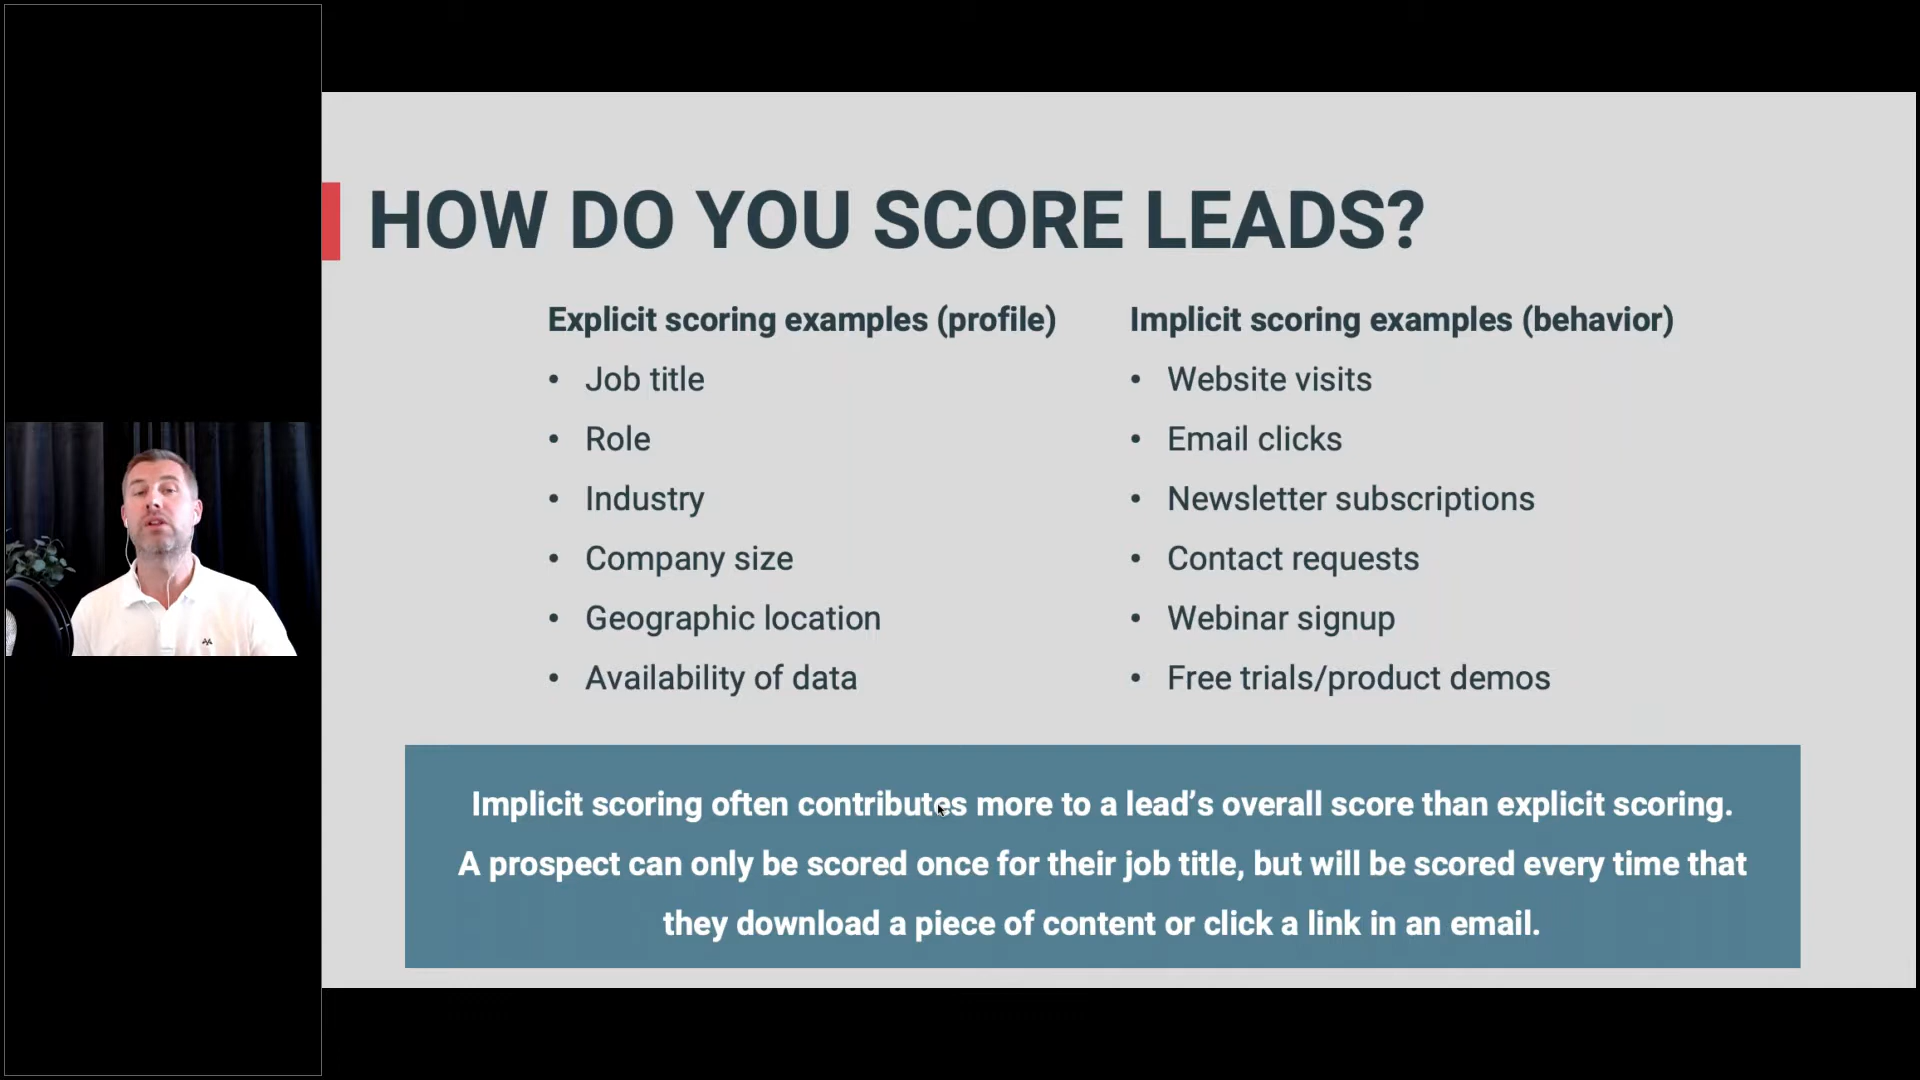 HOW DO YOU SCORE LEADS?
Explicit scoring examples (profile)
• Job title
• Role
• Industry
• Company size
• Geographic location
• Availability of data
Implicit scoring examples (behavior)
• Website visits
• Email clicks
• Newsletter subscriptions
• Contact requests
• Webinar signup
• Free trials/product demos
Implicit scoring often contributes more to a lead’s overall score than explicit scoring.
A prospect can only be scored once for their job title, but will be scored every time that
they download a piece of content or click a link in an email.